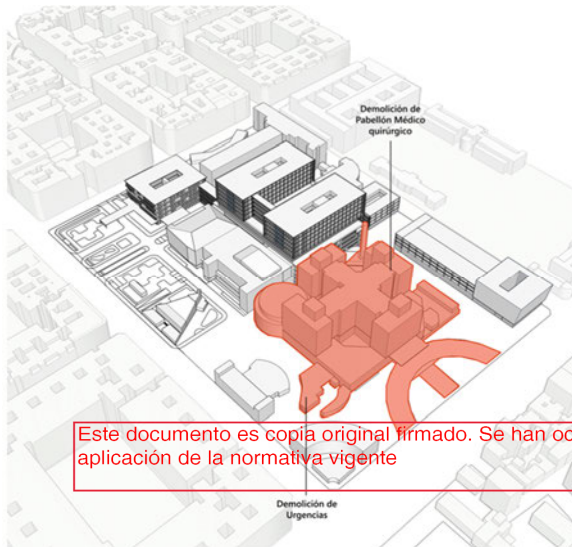 Demolición de
Pabellón Médico
quirúrgico
Este documento es copia original firmado. Se han oc
aplicación de la normativa vigente
Demolición de
Urgencias